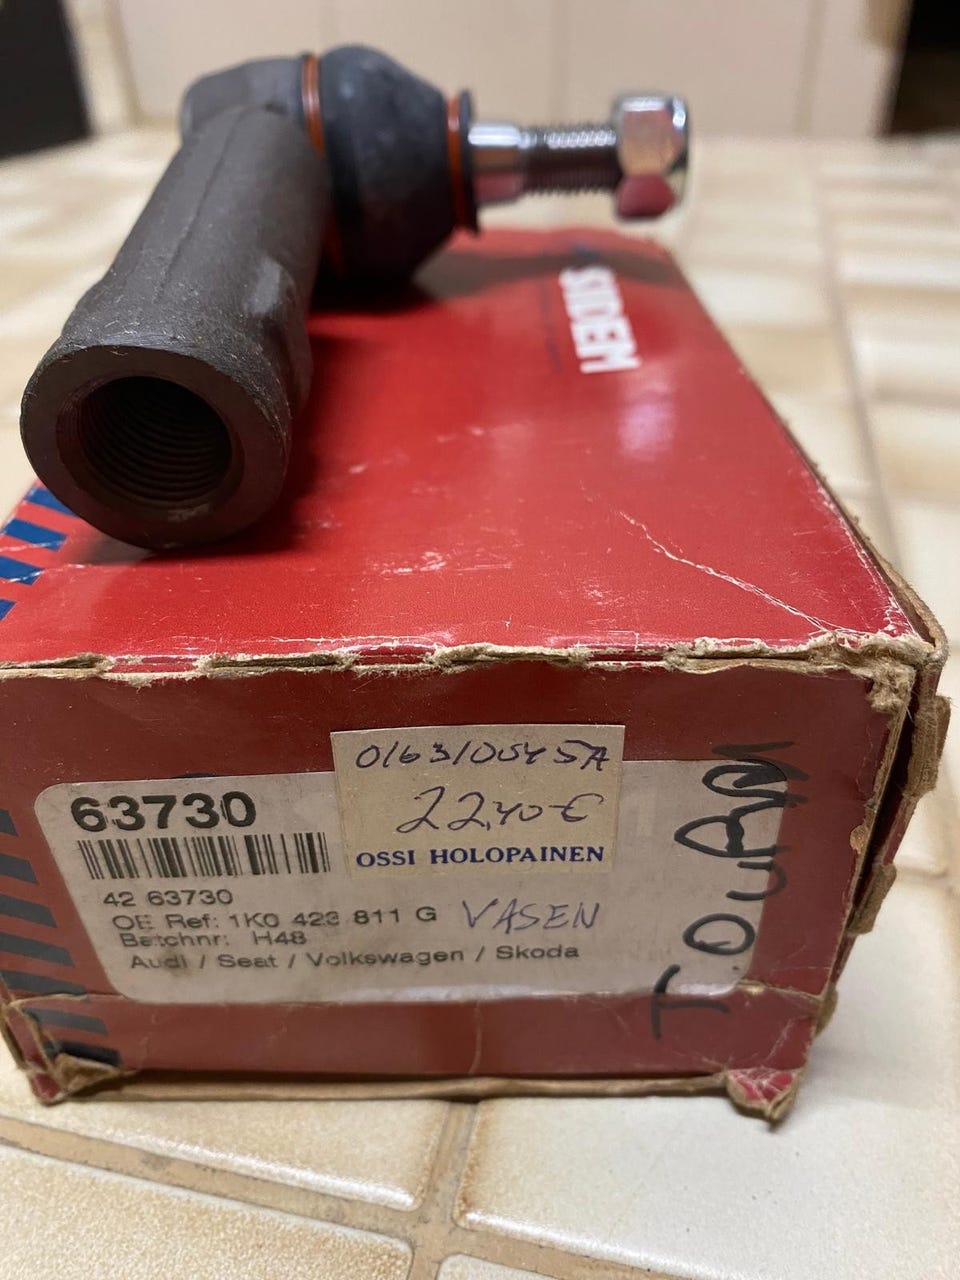 SIDEM
016310045A
22,40 €
OSSI HOLOPAINEN
63730
42 63730
OE Ref: 1K0 423 811 G VASEN
Batchnr: H48
Audi / Seat / Volkswagen / Skoda
TOURAN